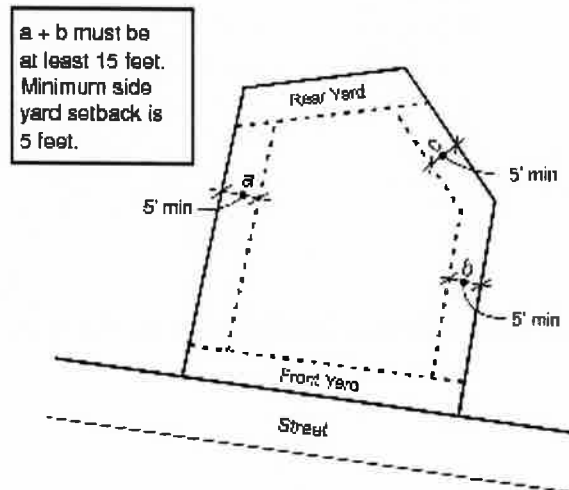 a + b must be
at least 15 feet.
Minimum side
yard setback is
5 feet.
Rear Yard
c
5' min
a
5' min
b
5' min
Front Yard
Street